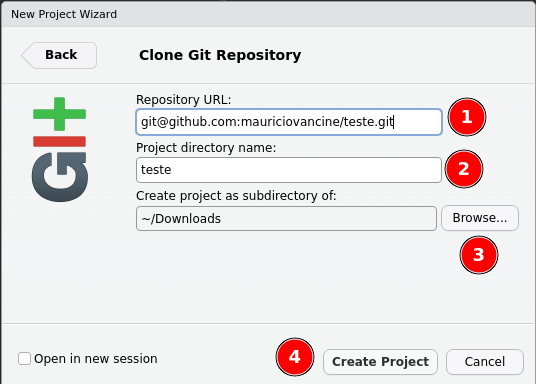 New Project Wizard
Back
Clone Git Repository
GIt
Repository URL:
git@github.com:mauriciovancine/teste.git
1
Project directory name:
teste
2
Create project as subdirectory of:
~/Downloads
Browse...
3
Open in new session
4
Create Project
Cancel